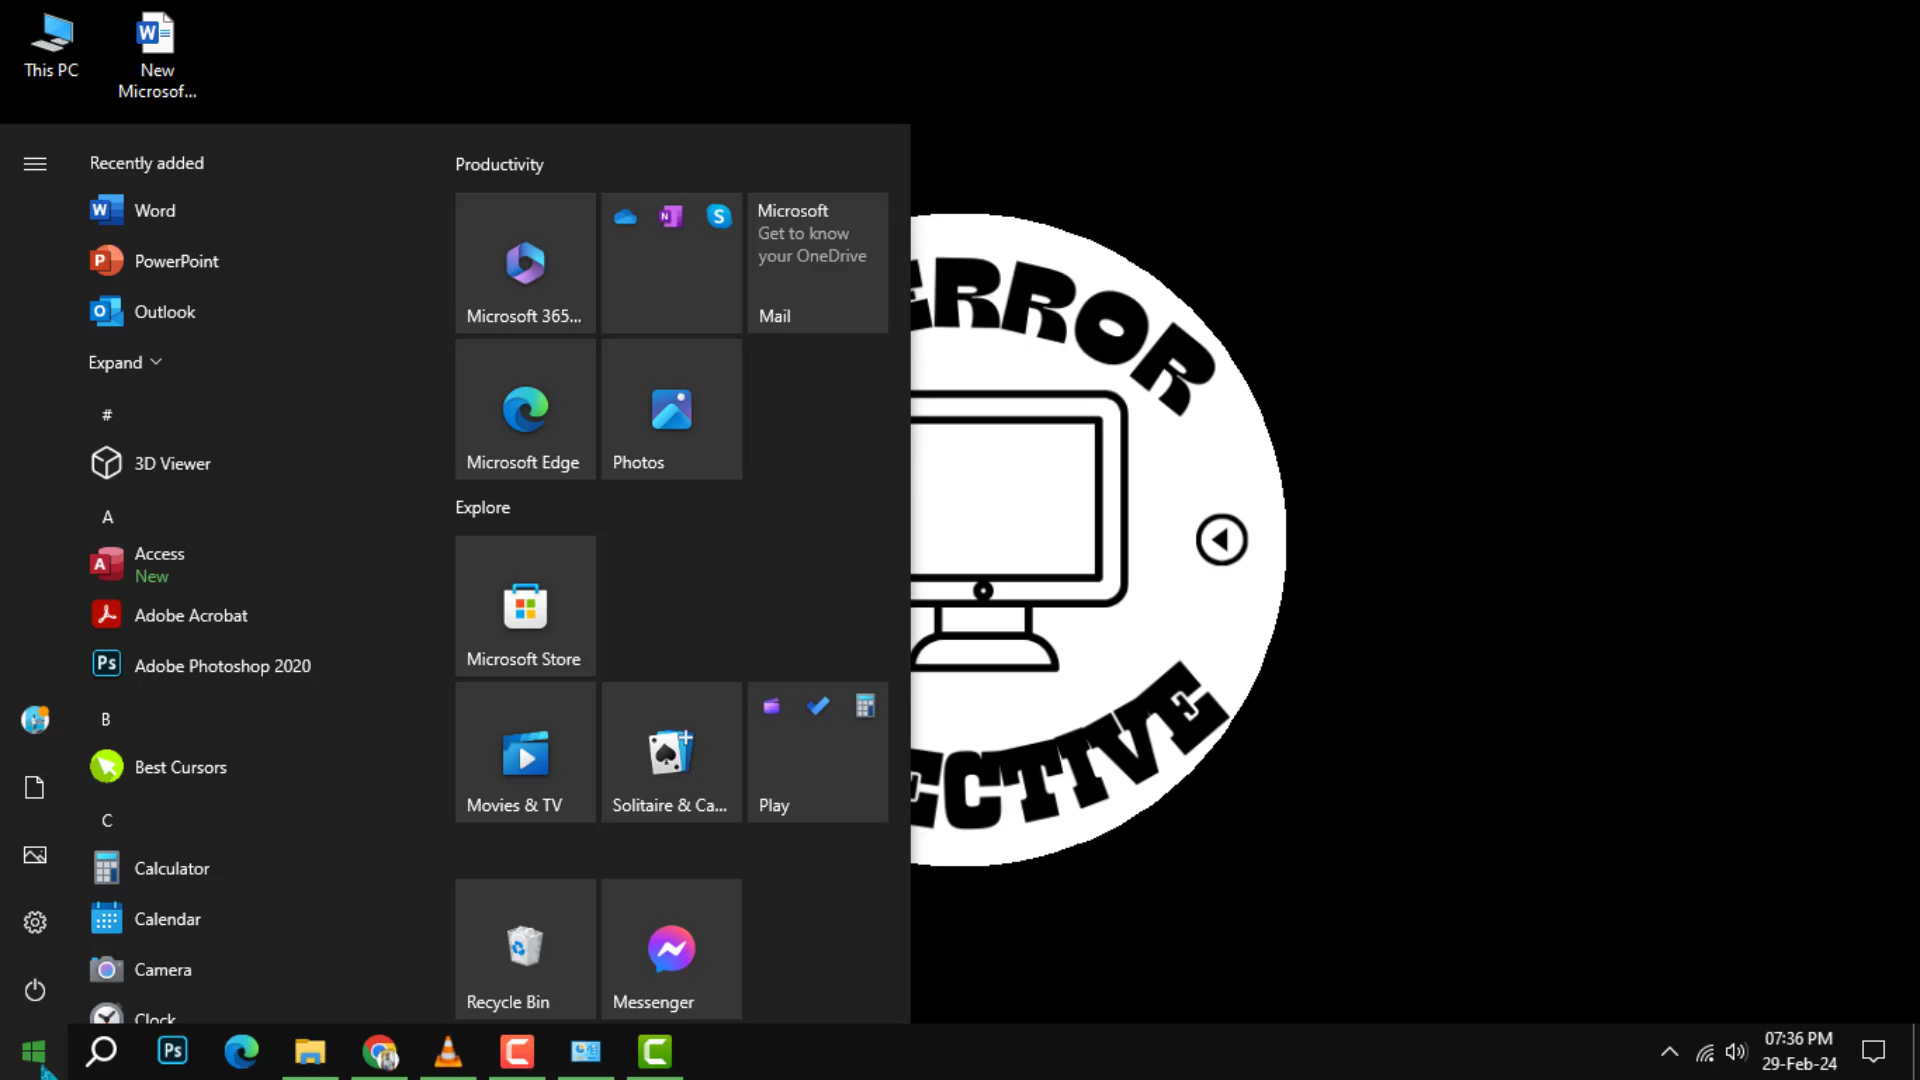 This PC
New
Microsof...
Recently added
Word
PowerPoint
Outlook
Expand
#
3D Viewer
A
Access
New
Adobe Acrobat
Adobe Photoshop 2020
B
Best Cursors
C
Calculator
Calendar
Camera
Clock
Productivity
Microsoft 365...
Microsoft
Get to know
your OneDrive
Mail
Microsoft Edge
Photos
Explore
Microsoft Store
Movies & TV
Solitaire & Ca...
Play
Recycle Bin
Messenger
ERROR
ECTIVE
07:36 PM
29-Feb-24